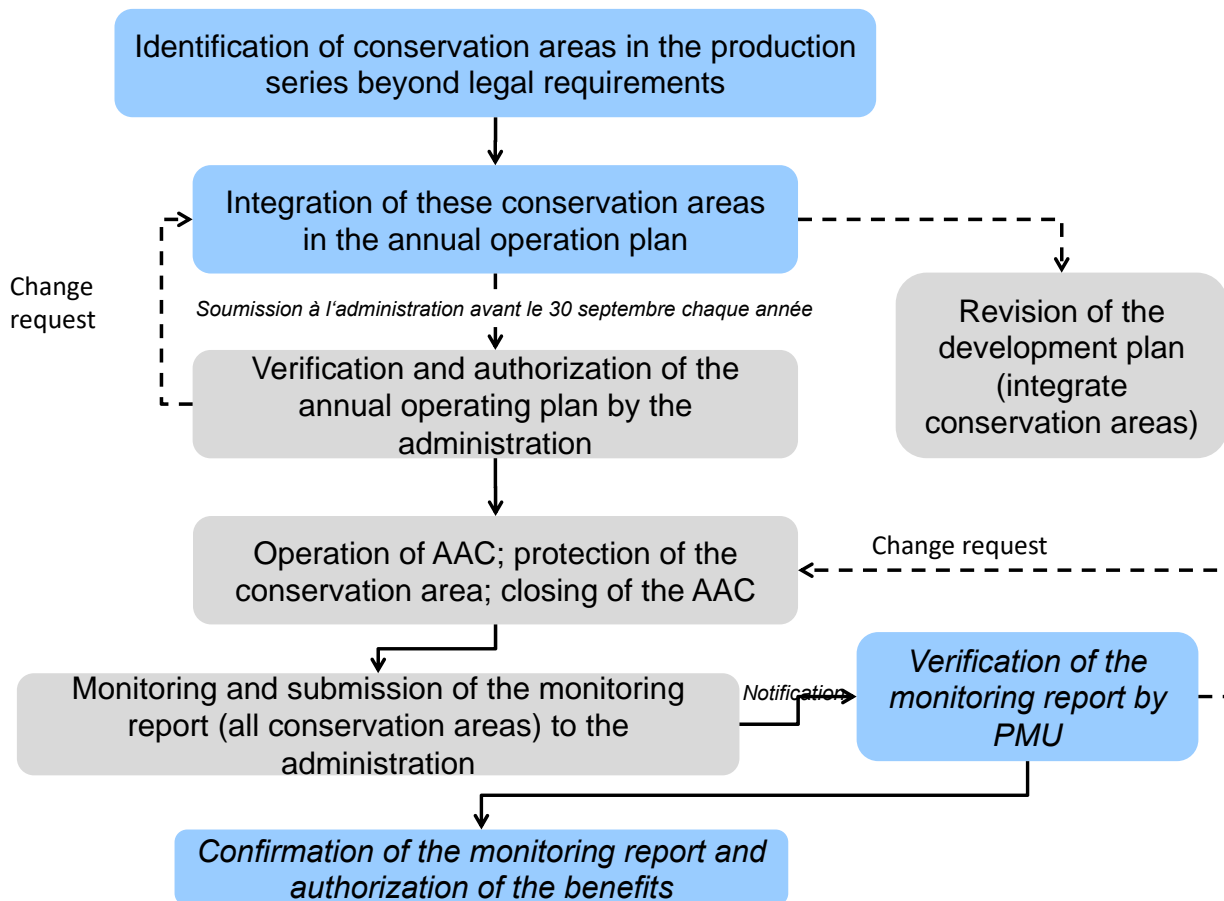 Identification of conservation areas in the production
series beyond legal requirements
Integration of these conservation areas
in the annual operation plan
Change
request
Soumission à l‘administration avant le 30 septembre chaque année
Revision of the
development plan
(integrate
conservation areas)
Verification and authorization of the
annual operating plan by the
administration
Operation of AAC; protection of the
conservation area; closing of the AAC
Change request
Monitoring and submission of the monitoring
report (all conservation areas) to the
administration
Notification
Verification of the
monitoring report by
PMU
Confirmation of the monitoring report and
authorization of the benefits